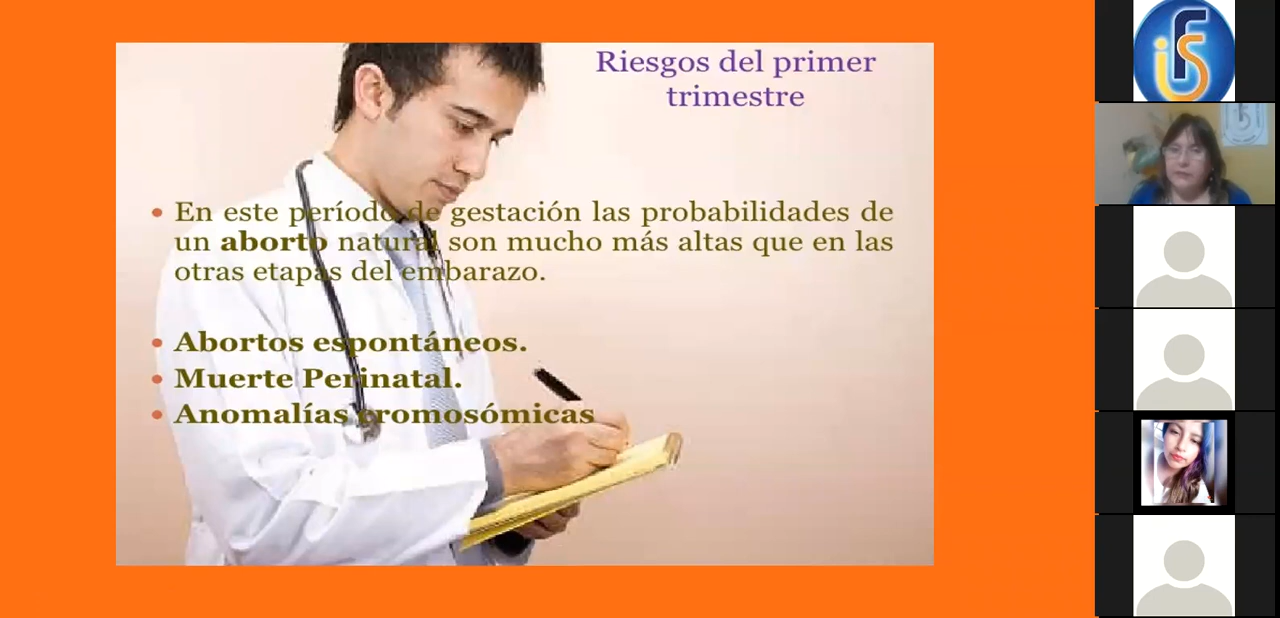 Riesgos del primer
trimestre
• En este período de gestación las probabilidades de
un aborto natural son mucho más altas que en las
otras etapas del embarazo.
• Abortos espontáneos.
• Muerte Perinatal.
• Anomalías cromosómicas
ifs